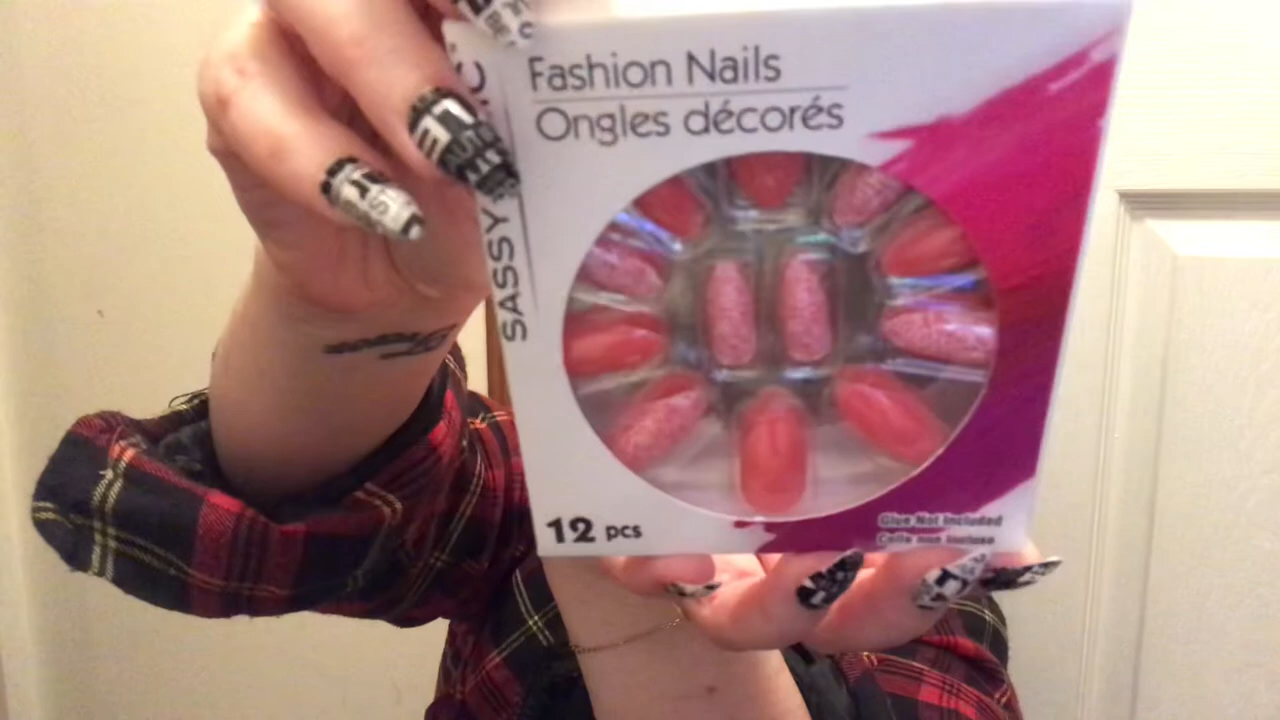 Fashion Nails
Ongles décorés
SASSY
12 pcs
Glue Not Included
Colle non incluse